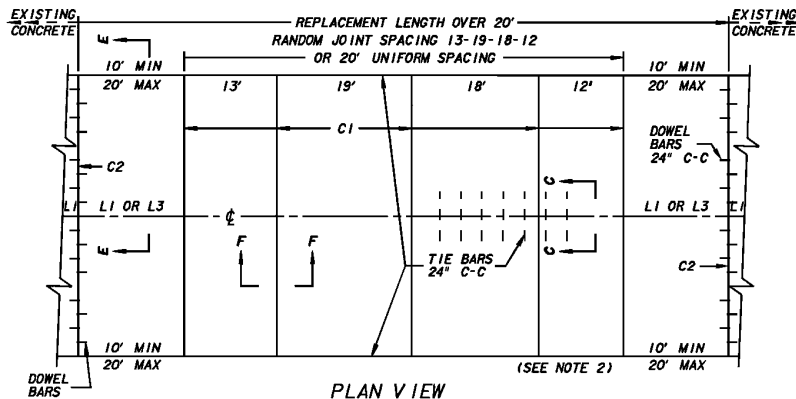 EXISTING CONCRETE
REPLACEMENT LENGTH OVER 20'
EXISTING CONCRETE
RANDOM JOINT SPACING 13-19-18-12
OR 20' UNIFORM SPACING
E
10' MIN
20' MAX
13'
19'
18'
12'
10' MIN
20' MAX
C1
DOWEL BARS
24" C-C
C2
C
L1
L1 OR L3
℄
L1 OR L3
L1
E
F
F
TIE BARS
24" C-C
C
C2
10' MIN
20' MAX
(SEE NOTE 2)
10' MIN
20' MAX
DOWEL BARS
PLAN VIEW